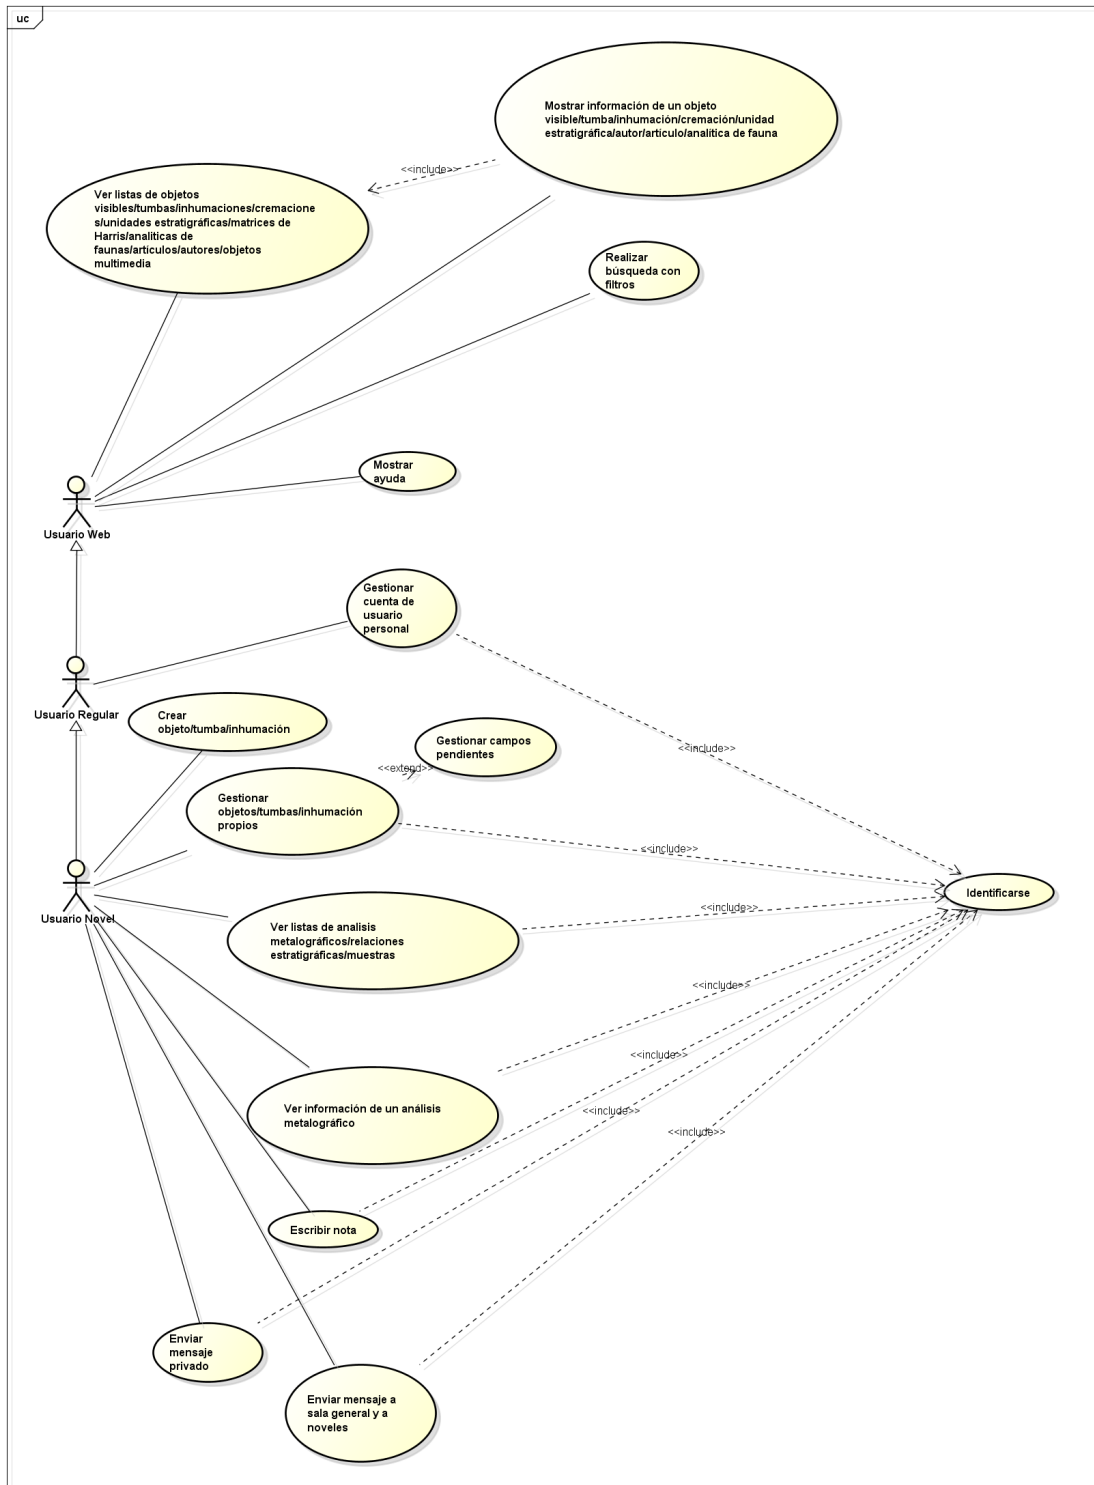 uc
Mostrar información de un objeto
visible/tumba/inhumación/cremación/unidad
estratigráfica/autor/artículo/analítica de fauna
<<include>>
Ver listas de objetos
visibles/tumbas/inhumaciones/cremacione
s/unidades estratigráficas/matrices de
Harris/analiticas de
faunas/artículos/autores/objetos
multimedia
Realizar
búsqueda con
filtros
Mostrar
ayuda
Usuario Web
Gestionar
cuenta de
usuario
personal
Usuario Regular
Crear
objeto/tumba/inhumación
Gestionar campos
pendientes
<<include>>
<<extend>>
Gestionar
objetos/tumbas/inhumación
propios
<<include>>
Identificarse
Usuario Novel
<<include>>
Ver listas de analisis
metalográficos/relaciones
estratigráficas/muestras
<<include>>
<<include>>
Ver información de un análisis
metalográfico
<<include>>
<<include>>
Escribir nota
Enviar
mensaje
privado
Enviar mensaje a
sala general y a
noveles